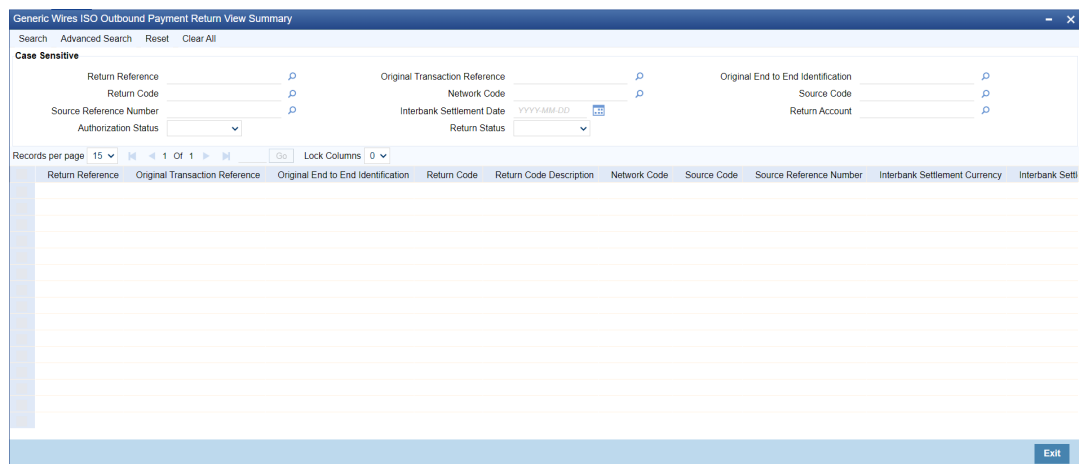 Generic Wires ISO Outbound Payment Return View Summary
Search Advanced Search Reset Clear All
Case Sensitive
Return Reference Original Transaction Reference Original End to End Identification
Return Code Network Code Source Code
Source Reference Number Interbank Settlement Date YYYY-MM-DD Return Account
Authorization Status Return Status
Records per page 15 1 Of 1 Go Lock Columns 0
Return Reference Original Transaction Reference Original End to End Identification Return Code Return Code Description Network Code Source Code Source Reference Number Interbank Settlement Currency Interbank Settl
Exit